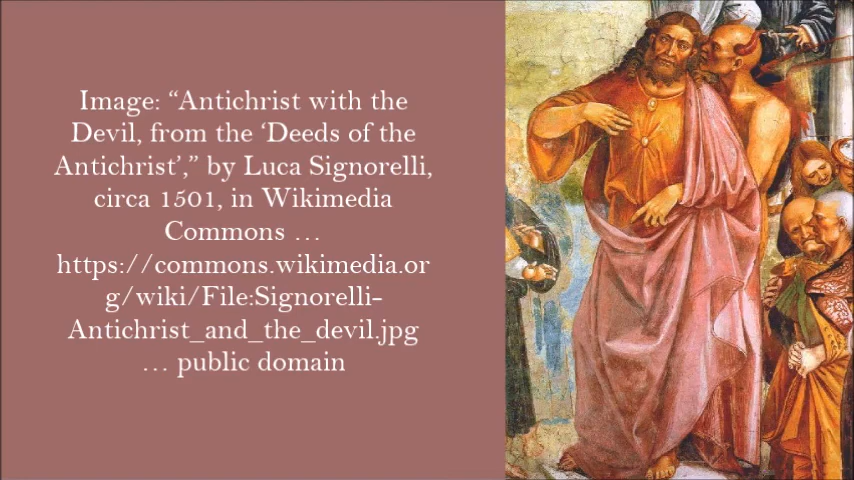 Image: “Antichrist with the
Devil, from the ‘Deeds of the
Antichrist’,” by Luca Signorelli,
circa 1501, in Wikimedia
Commons …
https://commons.wikimedia.or
g/wiki/File:Signorelli-
Antichrist_and_the_devil.jpg
… public domain